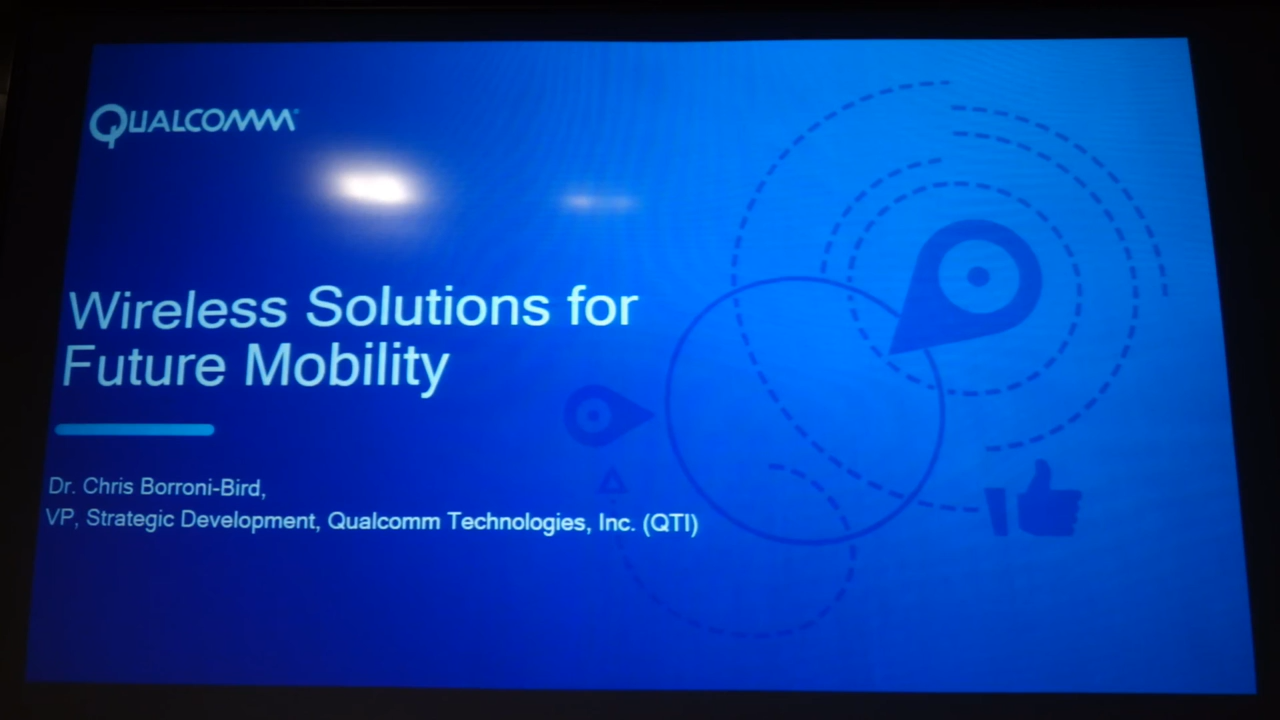 QUALCOMM®
Wireless Solutions for
Future Mobility
Dr. Chris Borroni-Bird,
VP, Strategic Development, Qualcomm Technologies, Inc. (QTI)